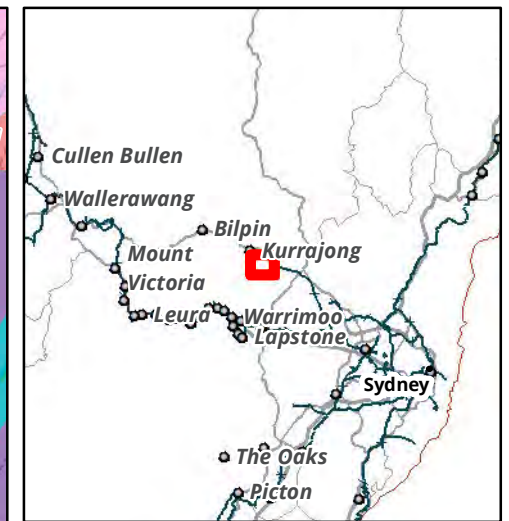 Cullen Bullen
Wallerawang
Bilpin
Kurrajong
Mount
Victoria
Leura
Warrimoo
Lapstone
Sydney
The Oaks
Picton